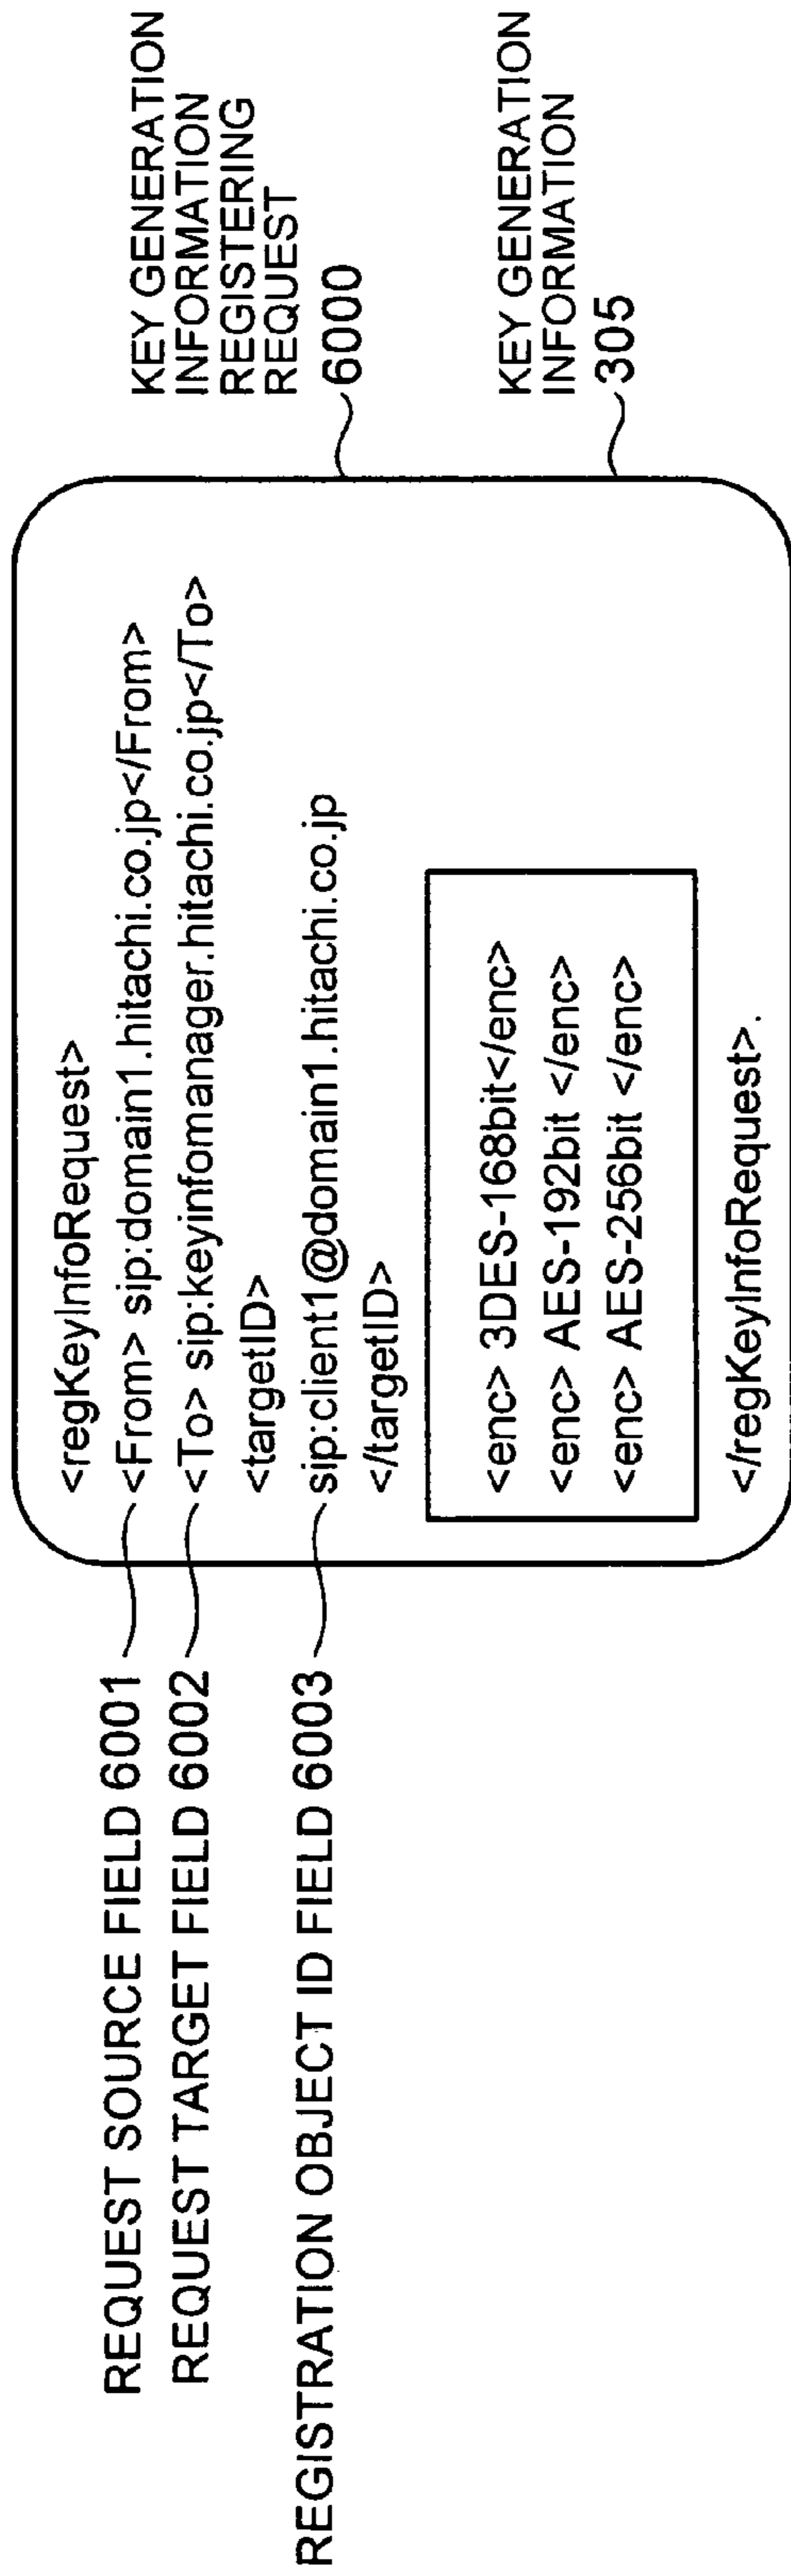 REQUEST SOURCE FIELD 6001
REQUEST TARGET FIELD 6002
REGISTRATION OBJECT ID FIELD 6003
<regKeyInfoRequest>
<From> sip:domain1.hitachi.co.jp</From>
<To> sip:keyinfomanager.hitachi.co.jp</To>
<targetID>
sip:client1@domain1.hitachi.co.jp
</targetID>
<enc> 3DES-168bit</enc>
<enc> AES-192bit </enc>
<enc> AES-256bit </enc>
</regKeyInfoRequest>.
KEY GENERATION
INFORMATION
REGISTERING
REQUEST
6000
KEY GENERATION
INFORMATION
305